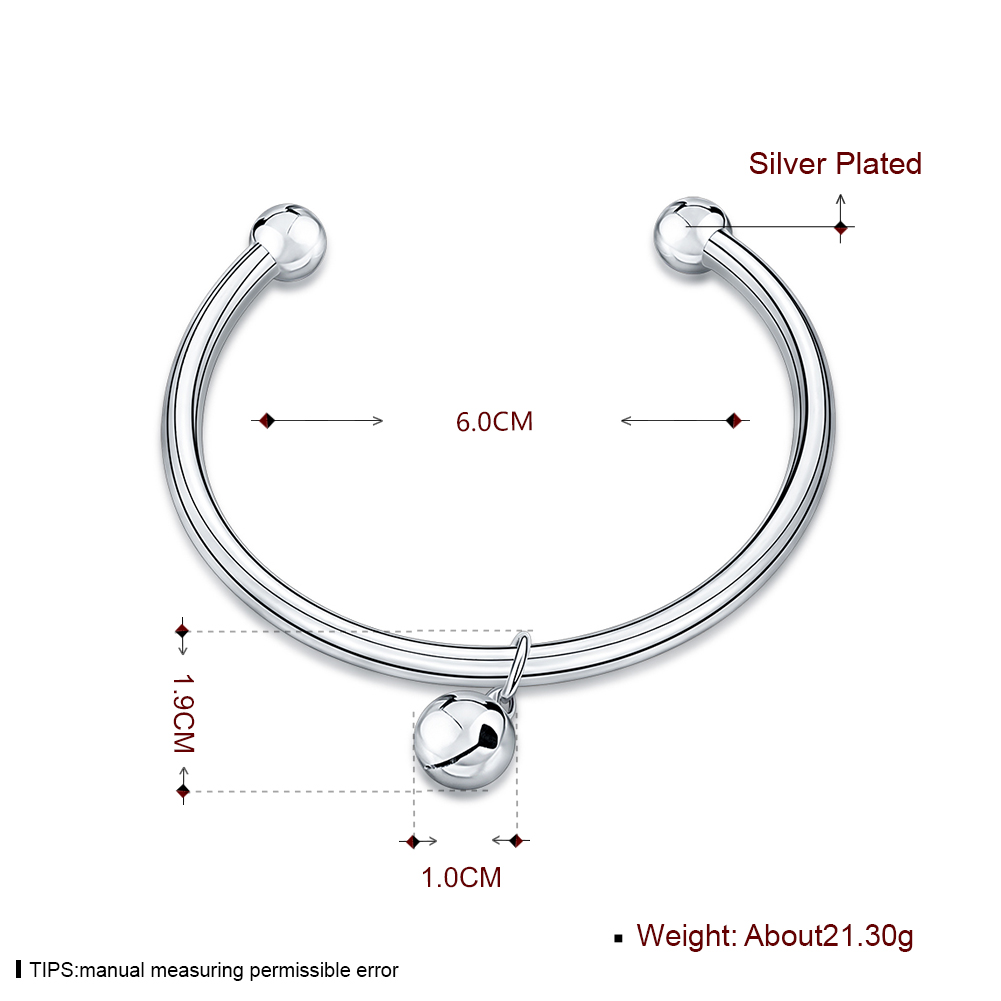 Silver Plated
6.0CM
1.9CM
1.0CM
▪ Weight: About21.30g
TIPS:manual measuring permissible error